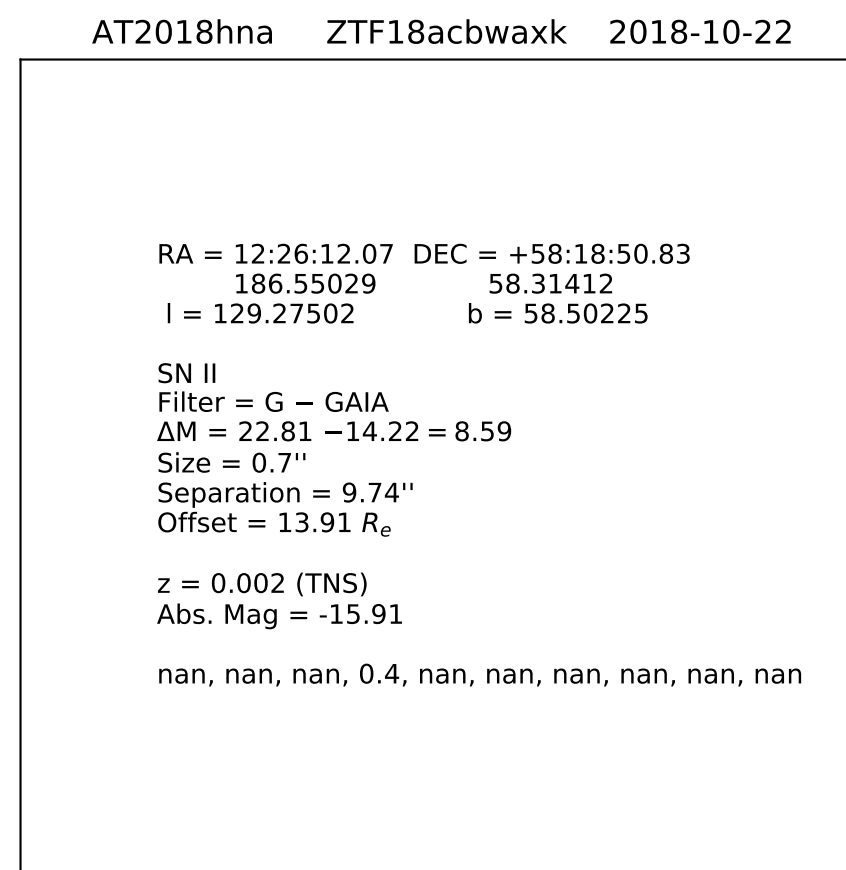 AT2018hna ZTF18acbwaxk 2018-10-22
RA = 12:26:12.07 DEC = +58:18:50.83
186.55029 58.31412
l = 129.27502 b = 58.50225
SN II
Filter = G − GAIA
ΔM = 22.81 −14.22 = 8.59
Size = 0.7''
Separation = 9.74''
Offset = 13.91 Rₑ
z = 0.002 (TNS)
Abs. Mag = -15.91
nan, nan, nan, 0.4, nan, nan, nan, nan, nan, nan